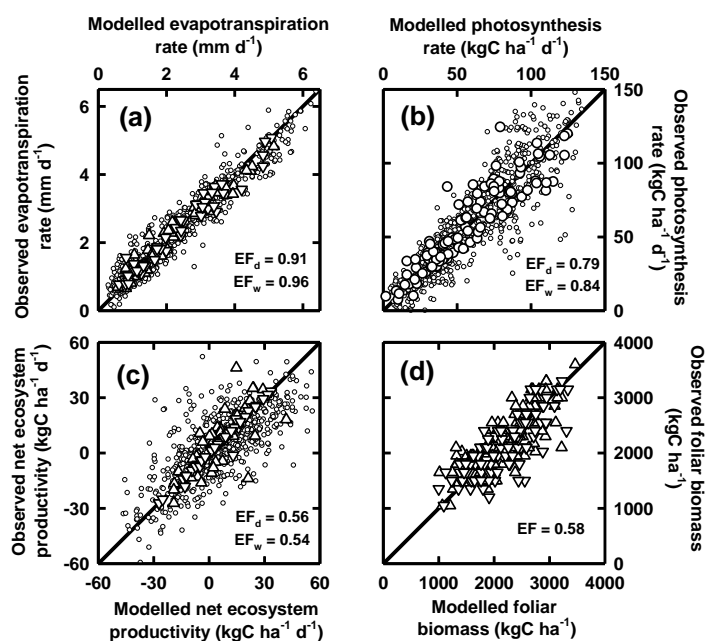 Modelled evapotranspiration
rate (mm d⁻¹)
0 2 4 6
Modelled photosynthesis
rate (kgC ha⁻¹ d⁻¹)
0 50 100 150
Observed evapotranspiration
rate (mm d⁻¹)
6
4
2
0
(a)
EF_d = 0.91
EF_w = 0.96
(b)
EF_d = 0.79
EF_w = 0.84
150
100
50
0
Observed photosynthesis
rate (kgC ha⁻¹ d⁻¹)
Observed net ecosystem
productivity (kgC ha⁻¹ d⁻¹)
60
30
0
-30
-60
(c)
EF_d = 0.56
EF_w = 0.54
(d)
EF = 0.58
4000
3000
2000
1000
0
Observed foliar biomass
(kgC ha⁻¹)
-60 -30 0 30 60
Modelled net ecosystem
productivity (kgC ha⁻¹ d⁻¹)
0 1000 2000 3000 4000
Modelled foliar
biomass (kgC ha⁻¹)